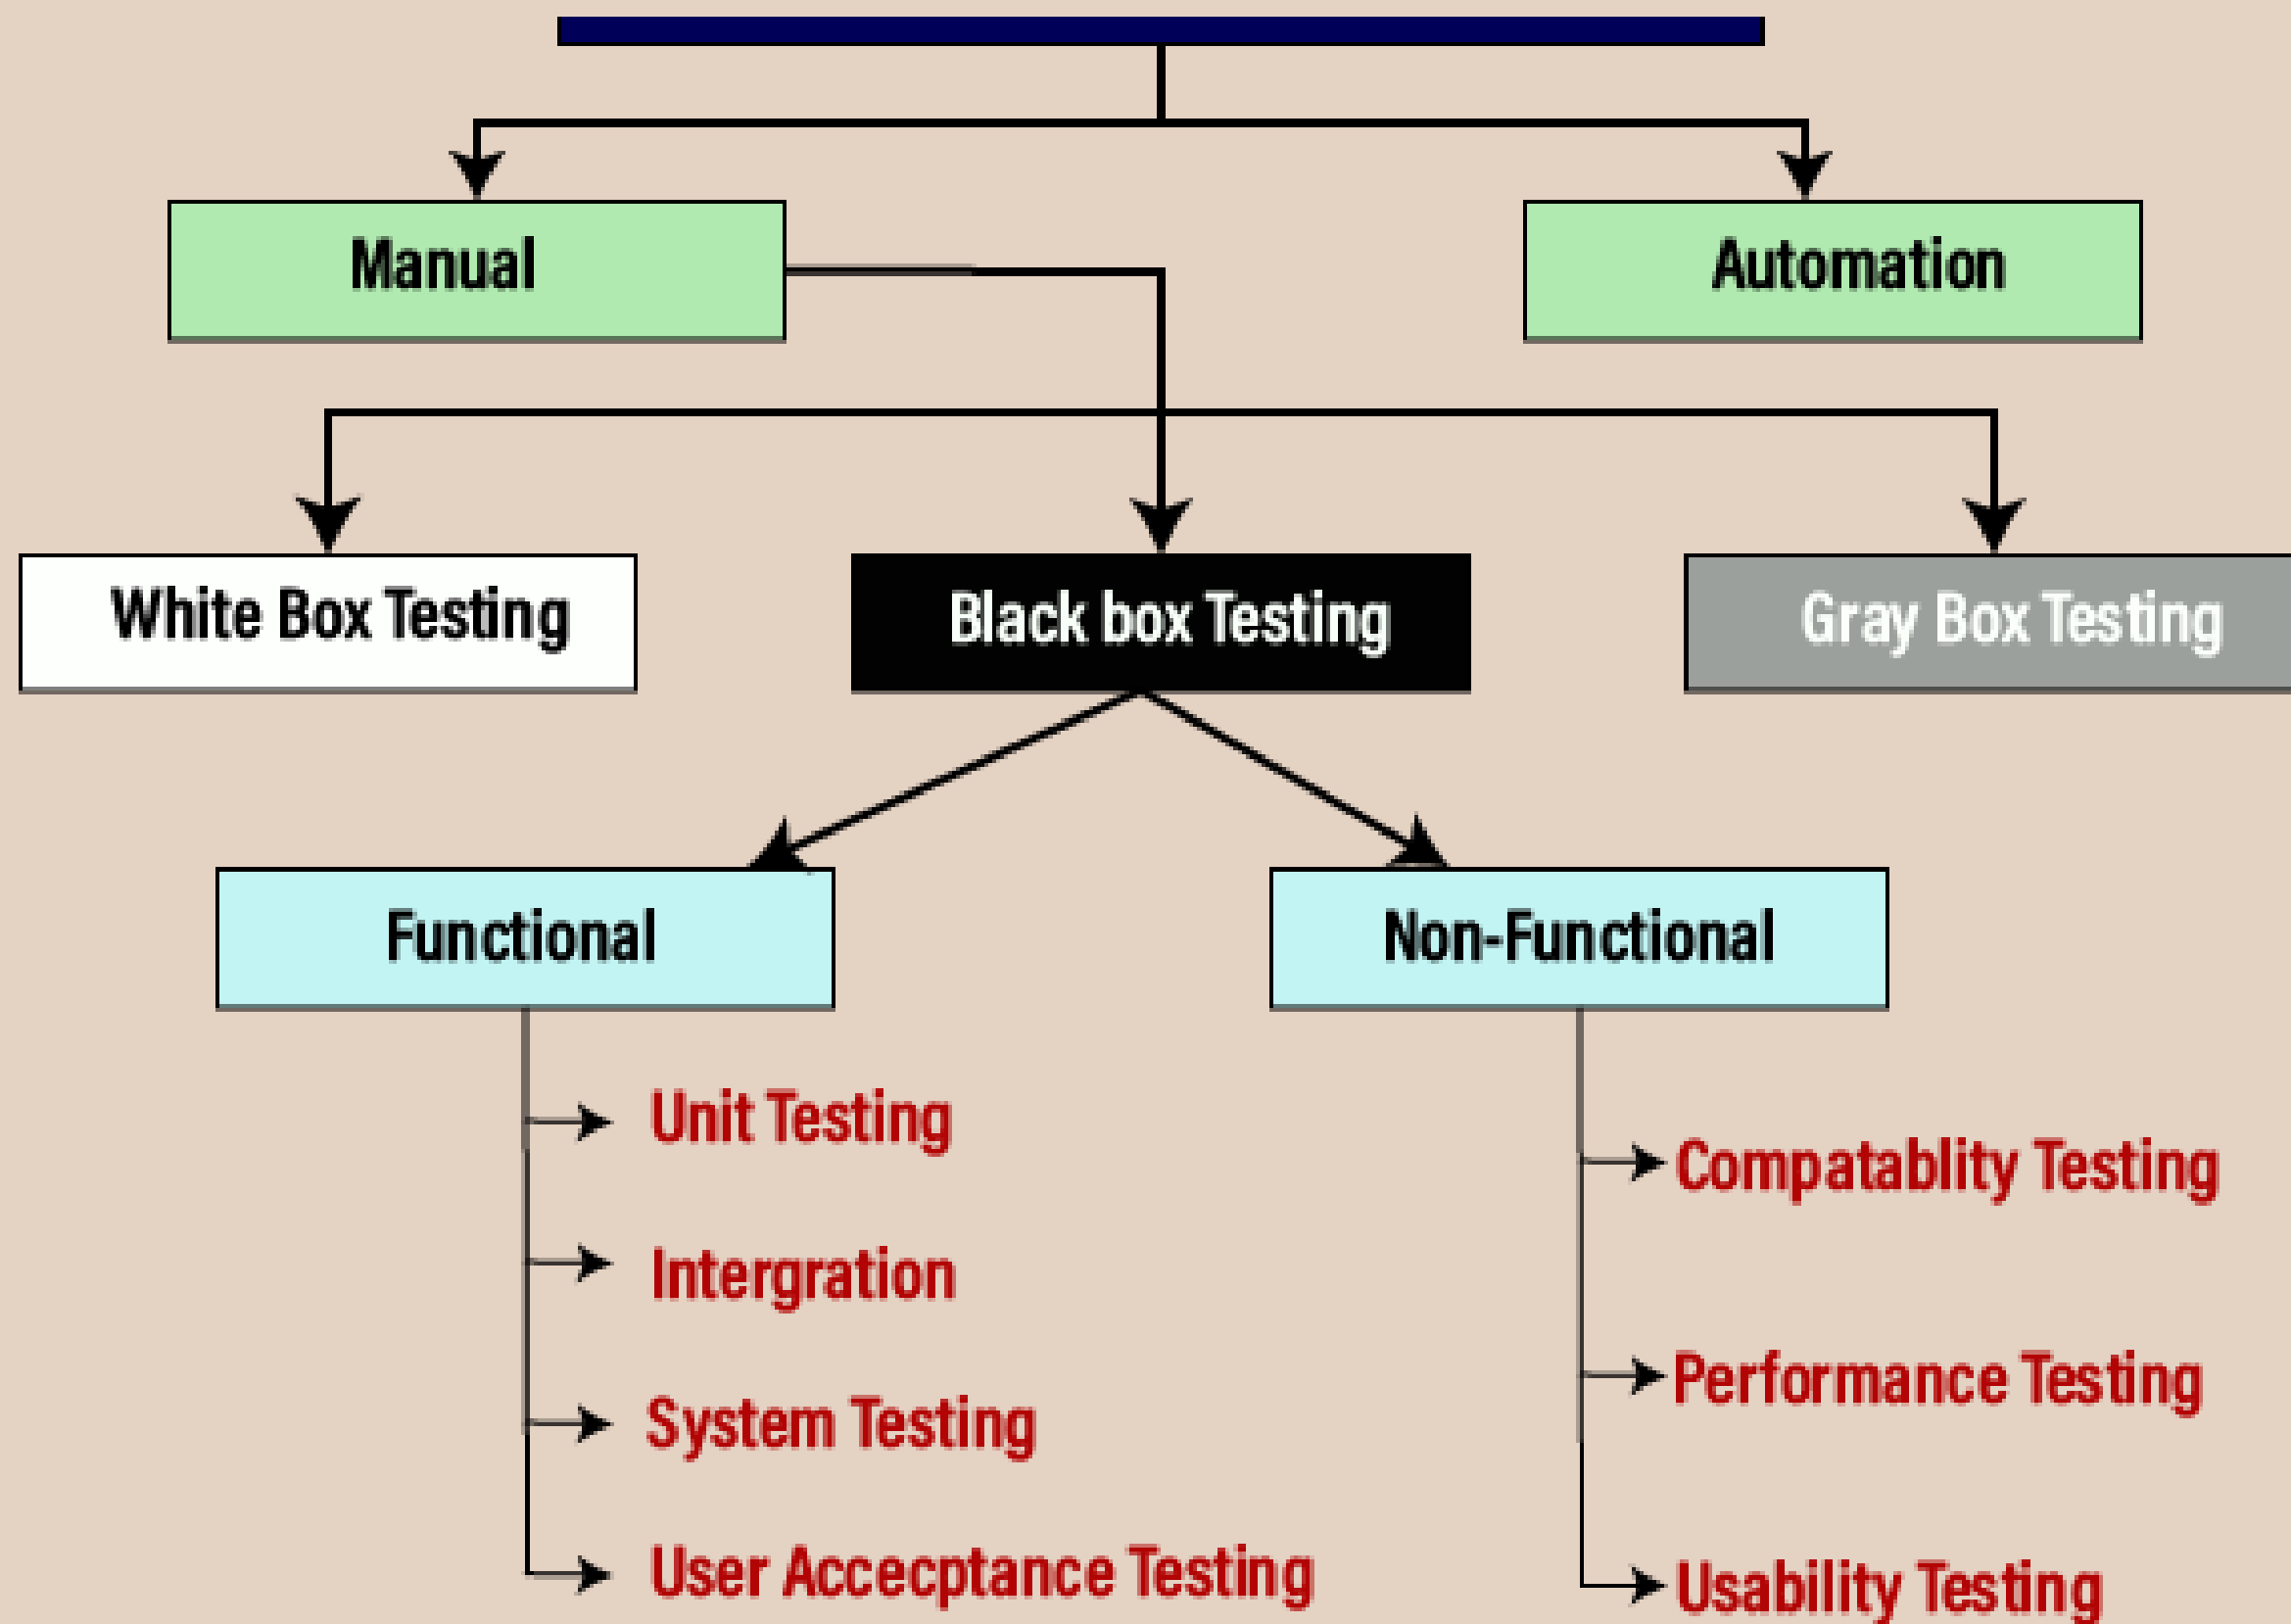 Manual
Automation
White Box Testing
Black box Testing
Gray Box Testing
Functional
Non-Functional
Unit Testing
Intergration
System Testing
User Accecptance Testing
Compatablity Testing
Performance Testing
Usability Testing